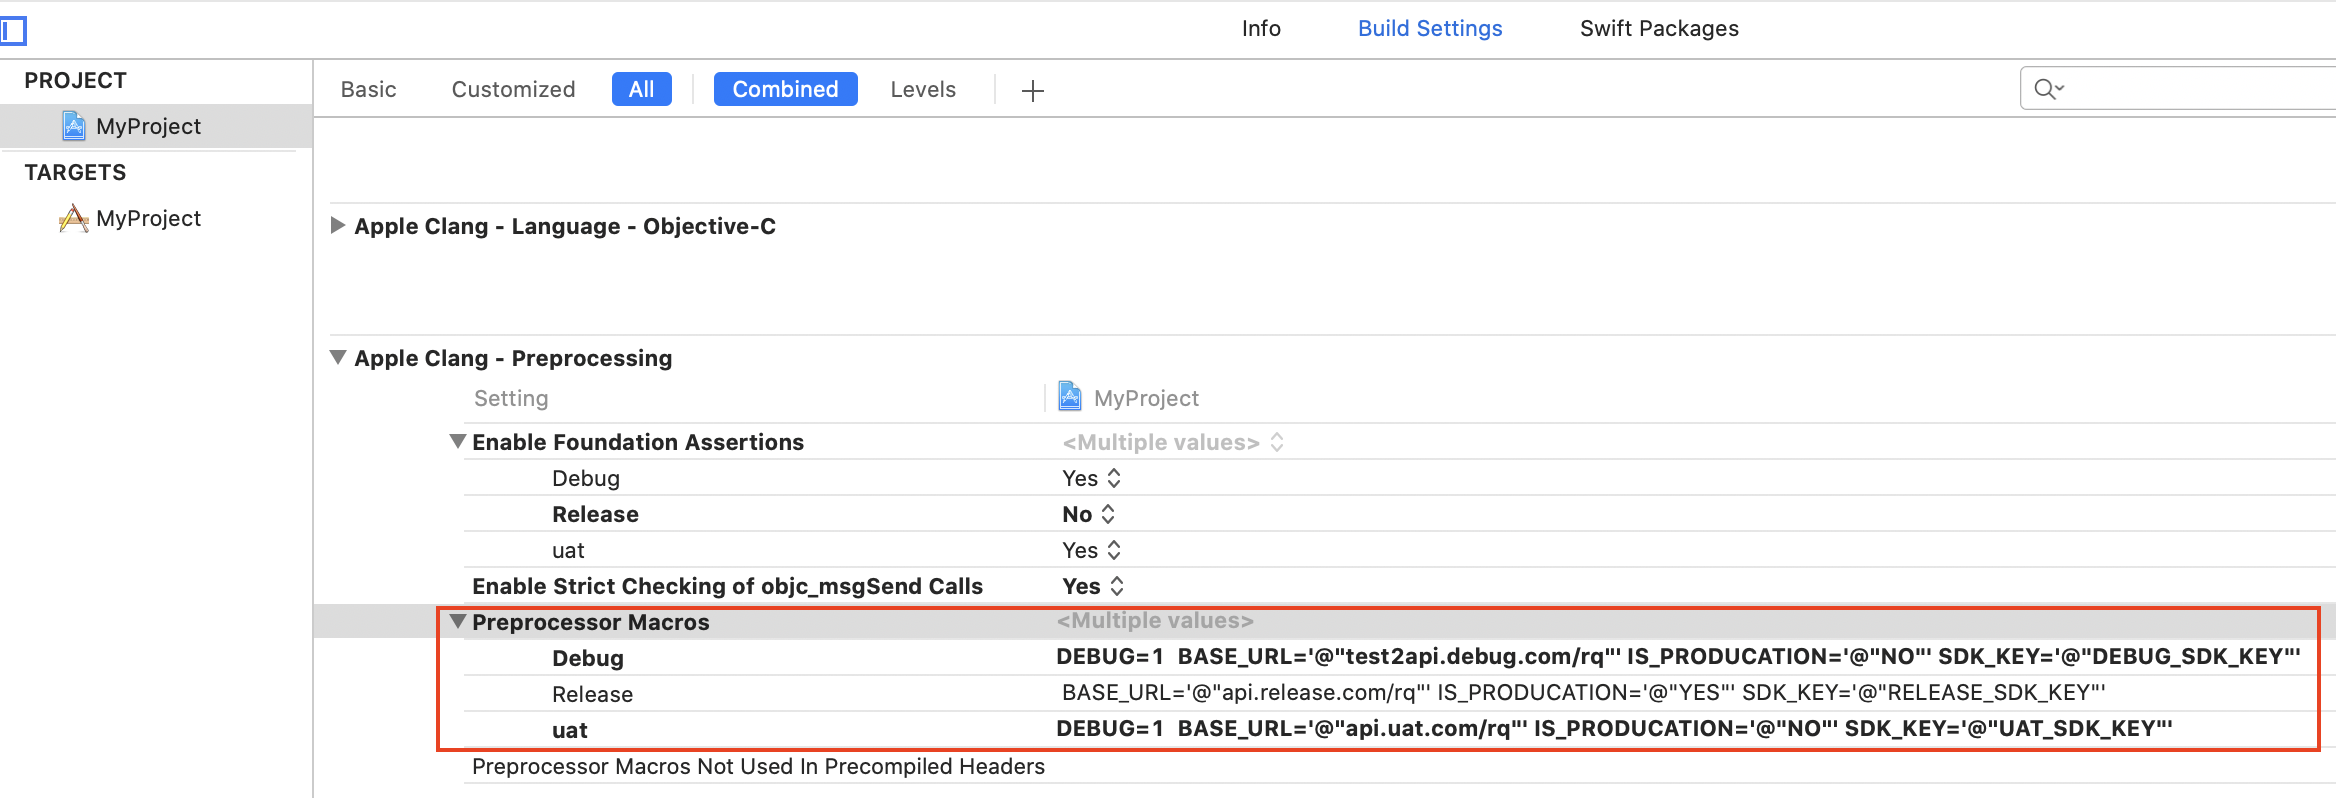 Info Build Settings Swift Packages
PROJECT
MyProject
TARGETS
MyProject
Basic Customized All Combined Levels +
Apple Clang - Language - Objective-C
Apple Clang - Preprocessing
Setting MyProject
Enable Foundation Assertions <Multiple values>
Debug Yes
Release No
uat Yes
Enable Strict Checking of objc_msgSend Calls Yes
Preprocessor Macros <Multiple values>
Debug DEBUG=1 BASE_URL='@"test2api.debug.com/rq"' IS_PRODUCATION='@"NO"' SDK_KEY='@"DEBUG_SDK_KEY"'
Release BASE_URL='@"api.release.com/rq"' IS_PRODUCATION='@"YES"' SDK_KEY='@"RELEASE_SDK_KEY"'
uat DEBUG=1 BASE_URL='@"api.uat.com/rq"' IS_PRODUCATION='@"NO"' SDK_KEY='@"UAT_SDK_KEY"'
Preprocessor Macros Not Used In Precompiled Headers